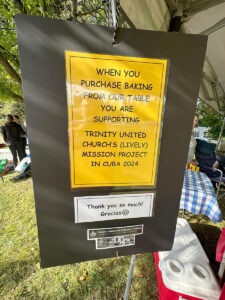 WHEN YOU
PURCHASE BAKING
FROM OUR TABLE
YOU ARE
SUPPORTING
TRINITY UNITED
CHURCH'S (LIVELY)
MISSION PROJECT
IN CUBA 2024
Thank you so much!
Gracias😊